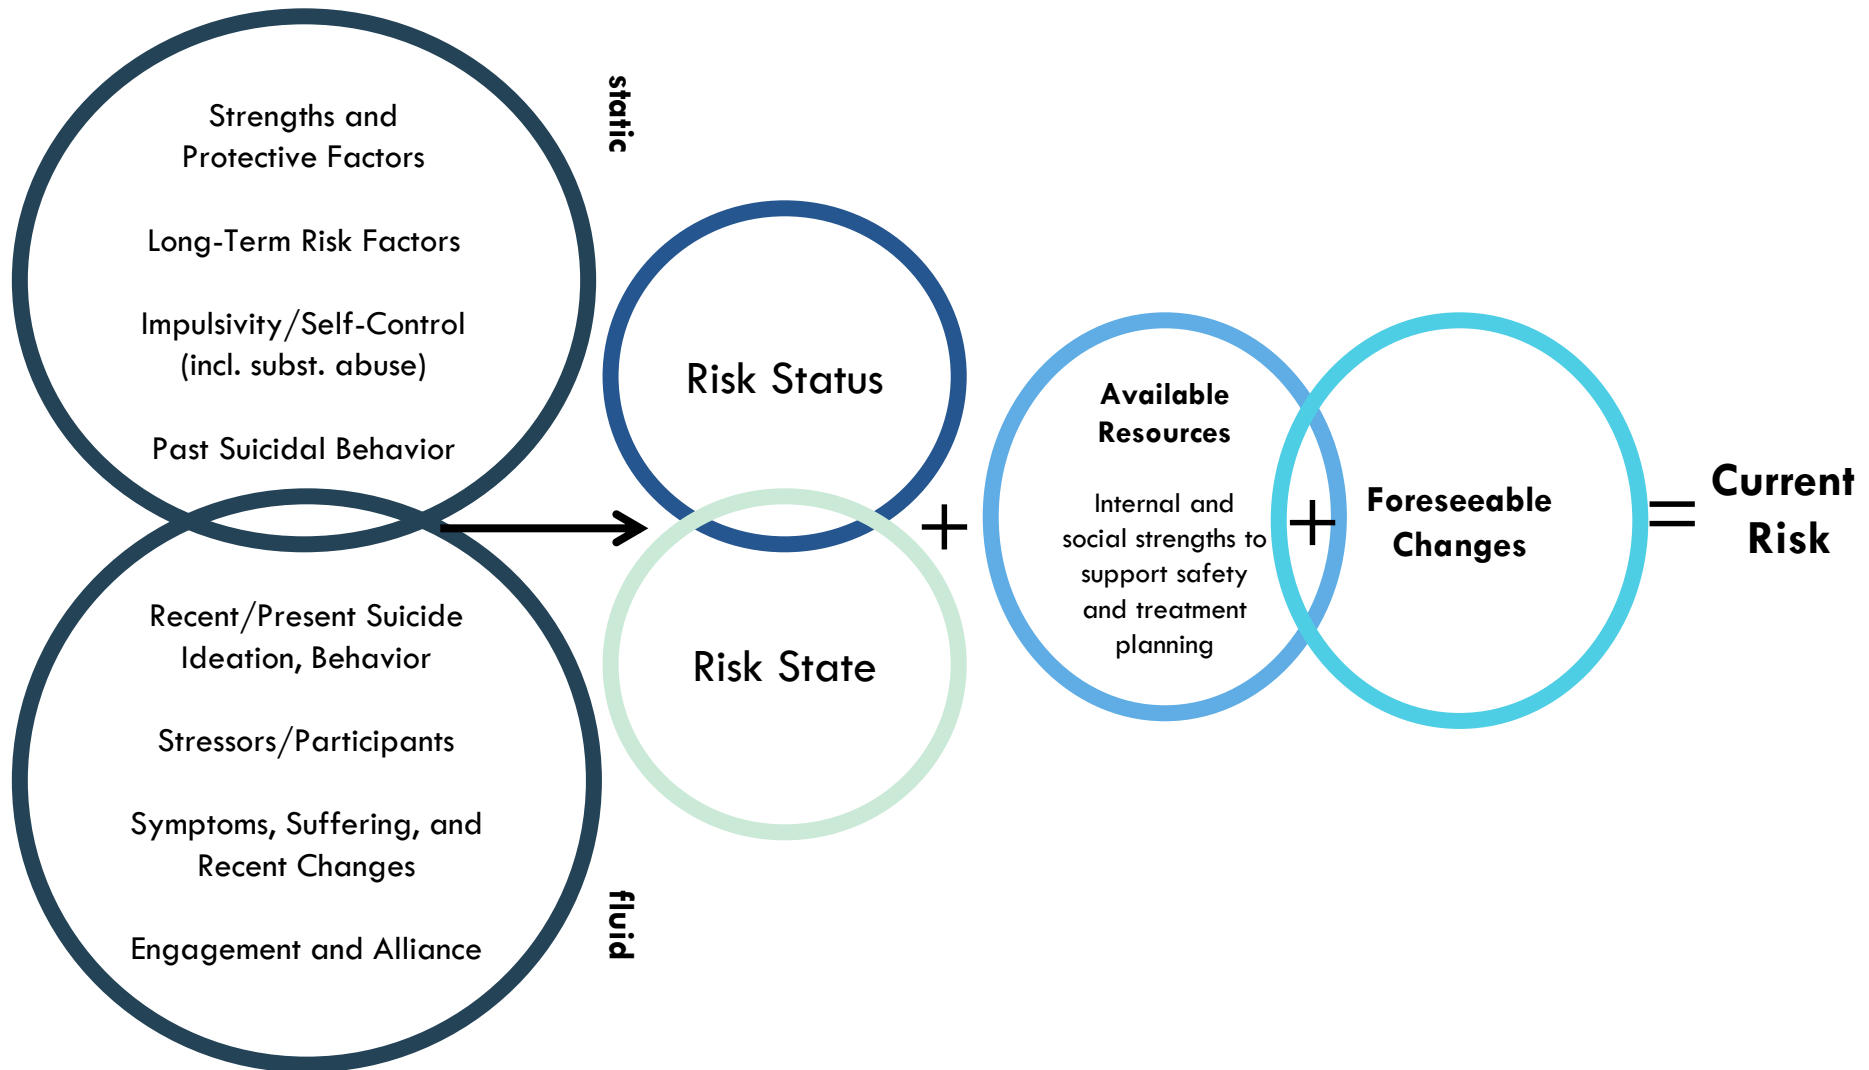 static
Strengths and
Protective Factors
Long-Term Risk Factors
Impulsivity/Self-Control
(incl. subst. abuse)
Past Suicidal Behavior
Recent/Present Suicide
Ideation, Behavior
Stressors/Participants
Symptoms, Suffering, and
Recent Changes
Engagement and Alliance
fluid
Risk Status
Risk State
+
Available
Resources
Internal and
social strengths to
support safety
and treatment
planning
+
Foreseeable
Changes
=
Current
Risk